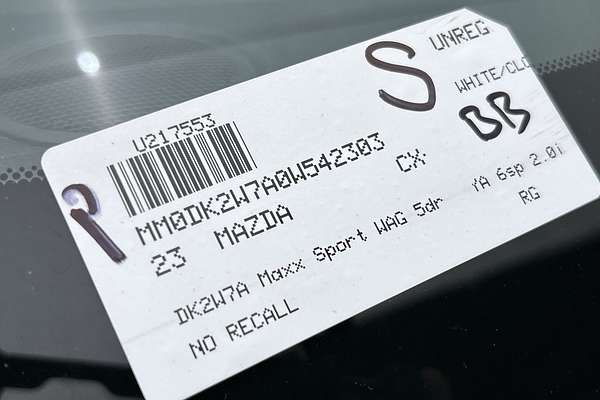 U217553
S
UNREG
WHITE/CLO
BB
MM0DK2W7A0W542303
23 MAZDA CX-
DK2W7A Maxx Sport WAG 5dr YA 6sp 2.0i
RG
NO RECALL